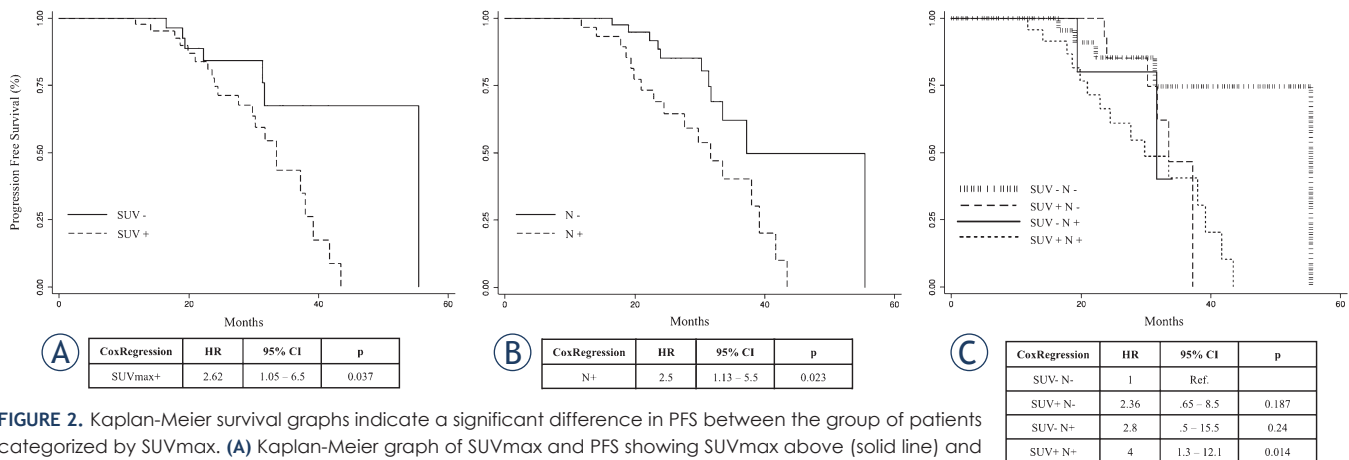 1.00
0.75
0.50
0.25
0.00
Progression Free Survival (%)
SUV -
SUV +
0 20 40 60
Months
A
CoxRegression HR 95% CI p
SUVmax+ 2.62 1.05 – 6.5 0.037
1.00
0.75
0.50
0.25
0.00
N -
N +
0 20 40 60
Months
B
CoxRegression HR 95% CI p
N+ 2.5 1.13 – 5.5 0.023
1.00
0.75
0.50
0.25
0.00
SUV - N -
SUV + N -
SUV - N +
SUV + N +
0 20 40 60
Months
C
CoxRegression HR 95% CI p
SUV- N- 1 Ref.
SUV+ N- 2.36 .65 – 8.5 0.187
SUV- N+ 2.8 .5 – 15.5 0.24
SUV+ N+ 4 1.3 – 12.1 0.014
FIGURE 2. Kaplan-Meier survival graphs indicate a significant difference in PFS between the group of patients
categorized by SUVmax. (A) Kaplan-Meier graph of SUVmax and PFS showing SUVmax above (solid line) and